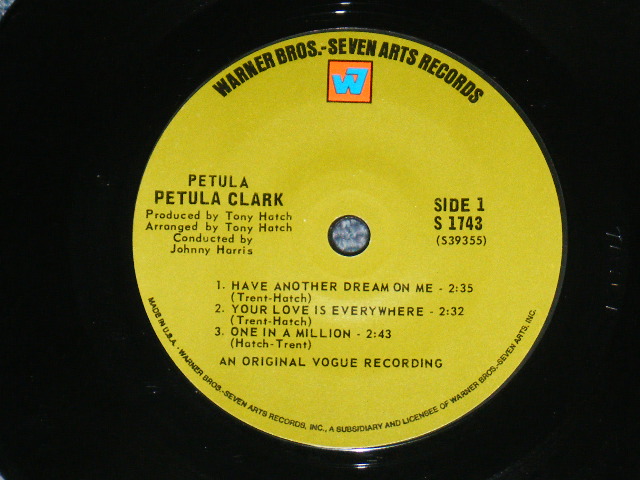 WARNER BROS.-SEVEN ARTS RECORDS
W7
PETULA
PETULA CLARK
Produced by Tony Hatch
Arranged by Tony Hatch
Conducted by
Johnny Harris
SIDE 1
S 1743
(S39355)
1. HAVE ANOTHER DREAM ON ME - 2:35
(Trent-Hatch)
2. YOUR LOVE IS EVERYWHERE - 2:32
(Trent-Hatch)
3. ONE IN A MILLION - 2:43
(Hatch-Trent)
AN ORIGINAL VOGUE RECORDING
MADE IN U.S.A. - WARNER BROS.-SEVEN ARTS RECORDS, INC., A SUBSIDIARY AND LICENSEE OF WARNER BROS.-SEVEN ARTS, INC.